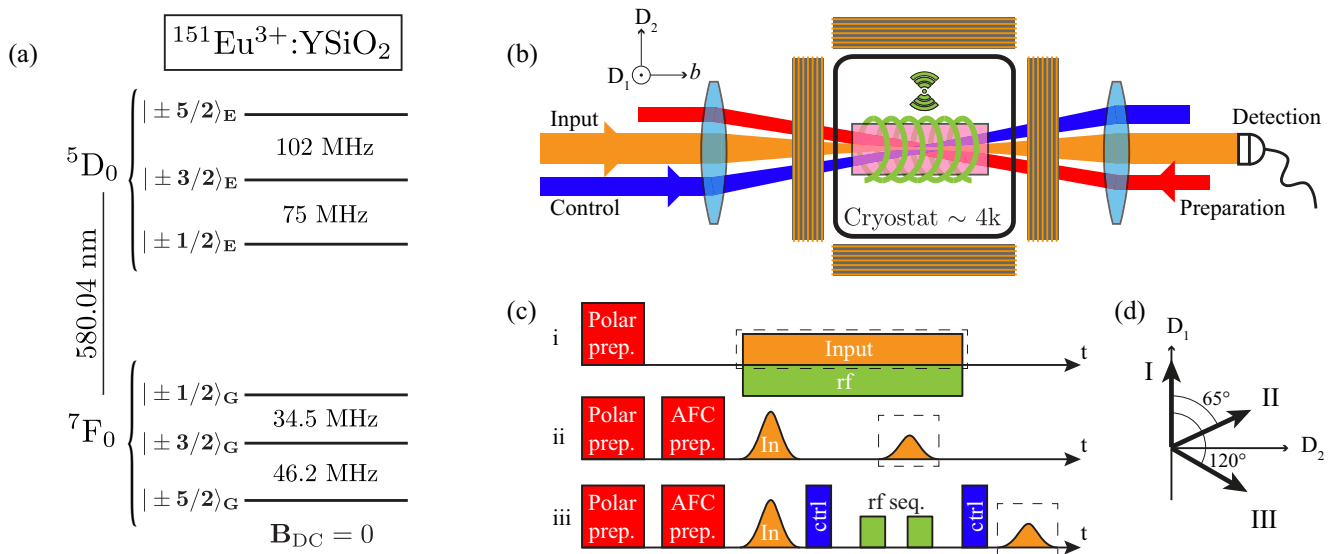 (a)
¹⁵¹Eu³⁺:YSiO₂
| ± 5/2⟩E
102 MHz
⁵D₀
| ± 3/2⟩E
75 MHz
| ± 1/2⟩E
580.04 nm
| ± 1/2⟩G
34.5 MHz
⁷F₀
| ± 3/2⟩G
46.2 MHz
| ± 5/2⟩G
B_DC = 0
(b)
D₂
D₁
b
Input
Control
Cryostat ∼ 4k
Detection
Preparation
(c)
i
Polar
prep.
Input
rf
t
ii
Polar
prep.
AFC
prep.
In
t
iii
Polar
prep.
AFC
prep.
In
ctrl
rf seq.
ctrl
t
(d)
D₁
I
65°
II
D₂
120°
III